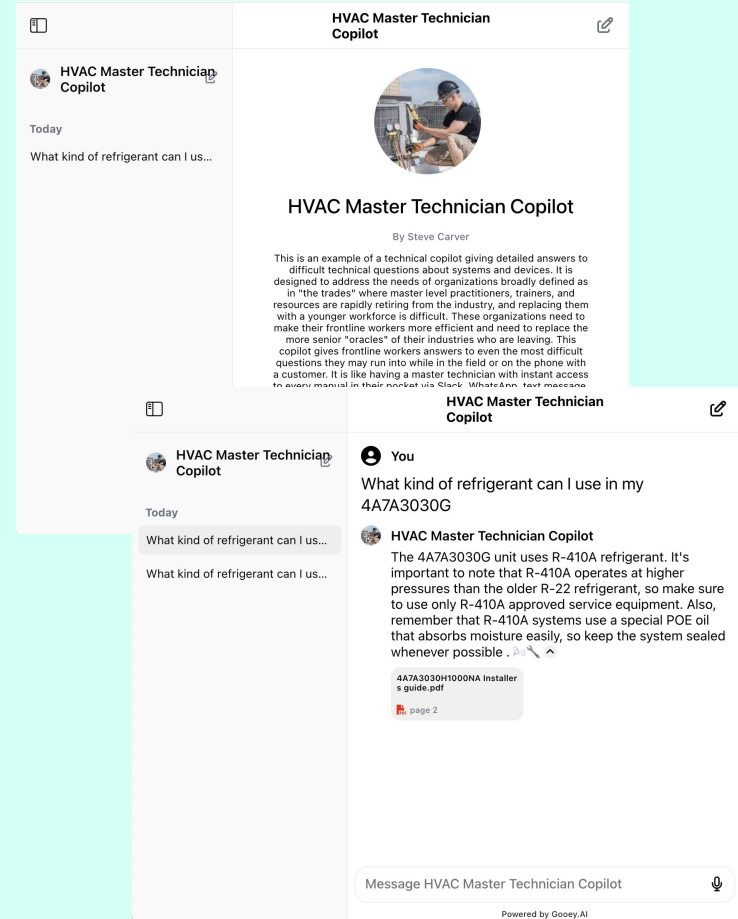 HVAC Master Technician
Copilot
HVAC Master Technician
Copilot
Today
What kind of refrigerant can I us...
HVAC Master Technician Copilot
By Steve Carver
This is an example of a technical copilot giving detailed answers to
difficult technical questions about systems and devices. It is
designed to address the needs of organizations broadly defined as
in "the trades" where master level practitioners, trainers, and
resources are rapidly retiring from the industry, and replacing them
with a younger workforce is difficult. These organizations need to
make their frontline workers more efficient and need to replace the
more senior "oracles" of their industries who are leaving. This
copilot gives frontline workers answers to even the most difficult
questions they may run into while in the field or on the phone with
a customer. It is like having a master technician with instant access
to every manual in their pocket via Slack, WhatsApp, text message
HVAC Master Technician
Copilot
HVAC Master Technician
Copilot
Today
What kind of refrigerant can I us...
What kind of refrigerant can I us...
You
What kind of refrigerant can I use in my
4A7A3030G
HVAC Master Technician Copilot
The 4A7A3030G unit uses R-410A refrigerant. It's
important to note that R-410A operates at higher
pressures than the older R-22 refrigerant, so make sure
to use only R-410A approved service equipment. Also,
remember that R-410A systems use a special POE oil
that absorbs moisture easily, so keep the system sealed
whenever possible .
4A7A3030H1000NA Installer
s guide.pdf
page 2
Message HVAC Master Technician Copilot
Powered by Gooey.AI